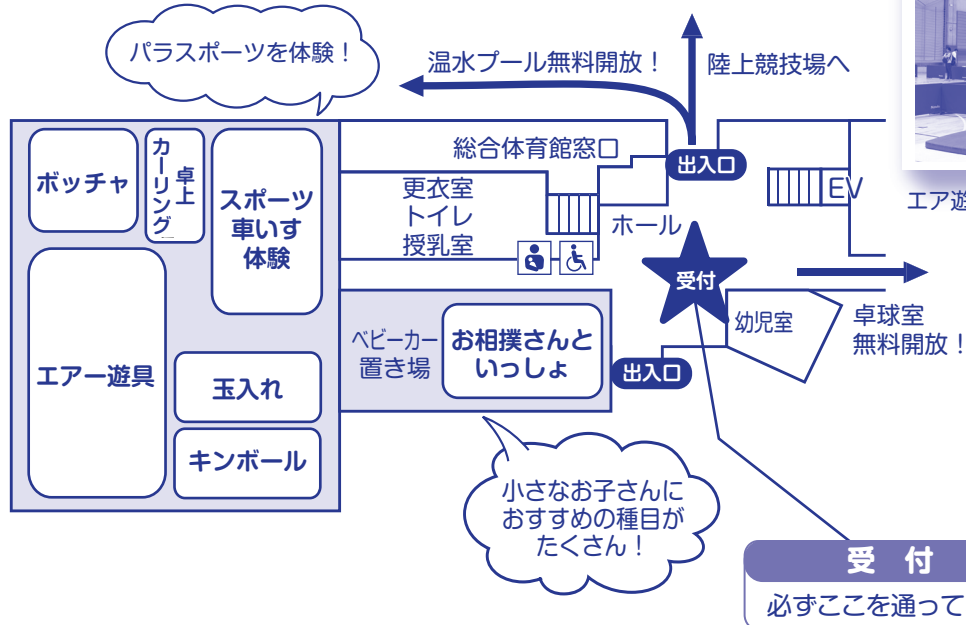 パラスポーツを体験！
温水プール無料開放！
陸上競技場へ
ボッチャ
卓上
カーリング
スポーツ
車いす
体験
総合体育館窓口
出入口
更衣室
トイレ
授乳室
ホール
EV
エア遊
受付
エアー遊具
玉入れ
キンボール
ベビーカー
置き場
お相撲さんと
いっしょ
出入口
幼児室
卓球室
無料開放！
小さなお子さんに
おすすめの種目が
たくさん！
受 付
必ずここを通って